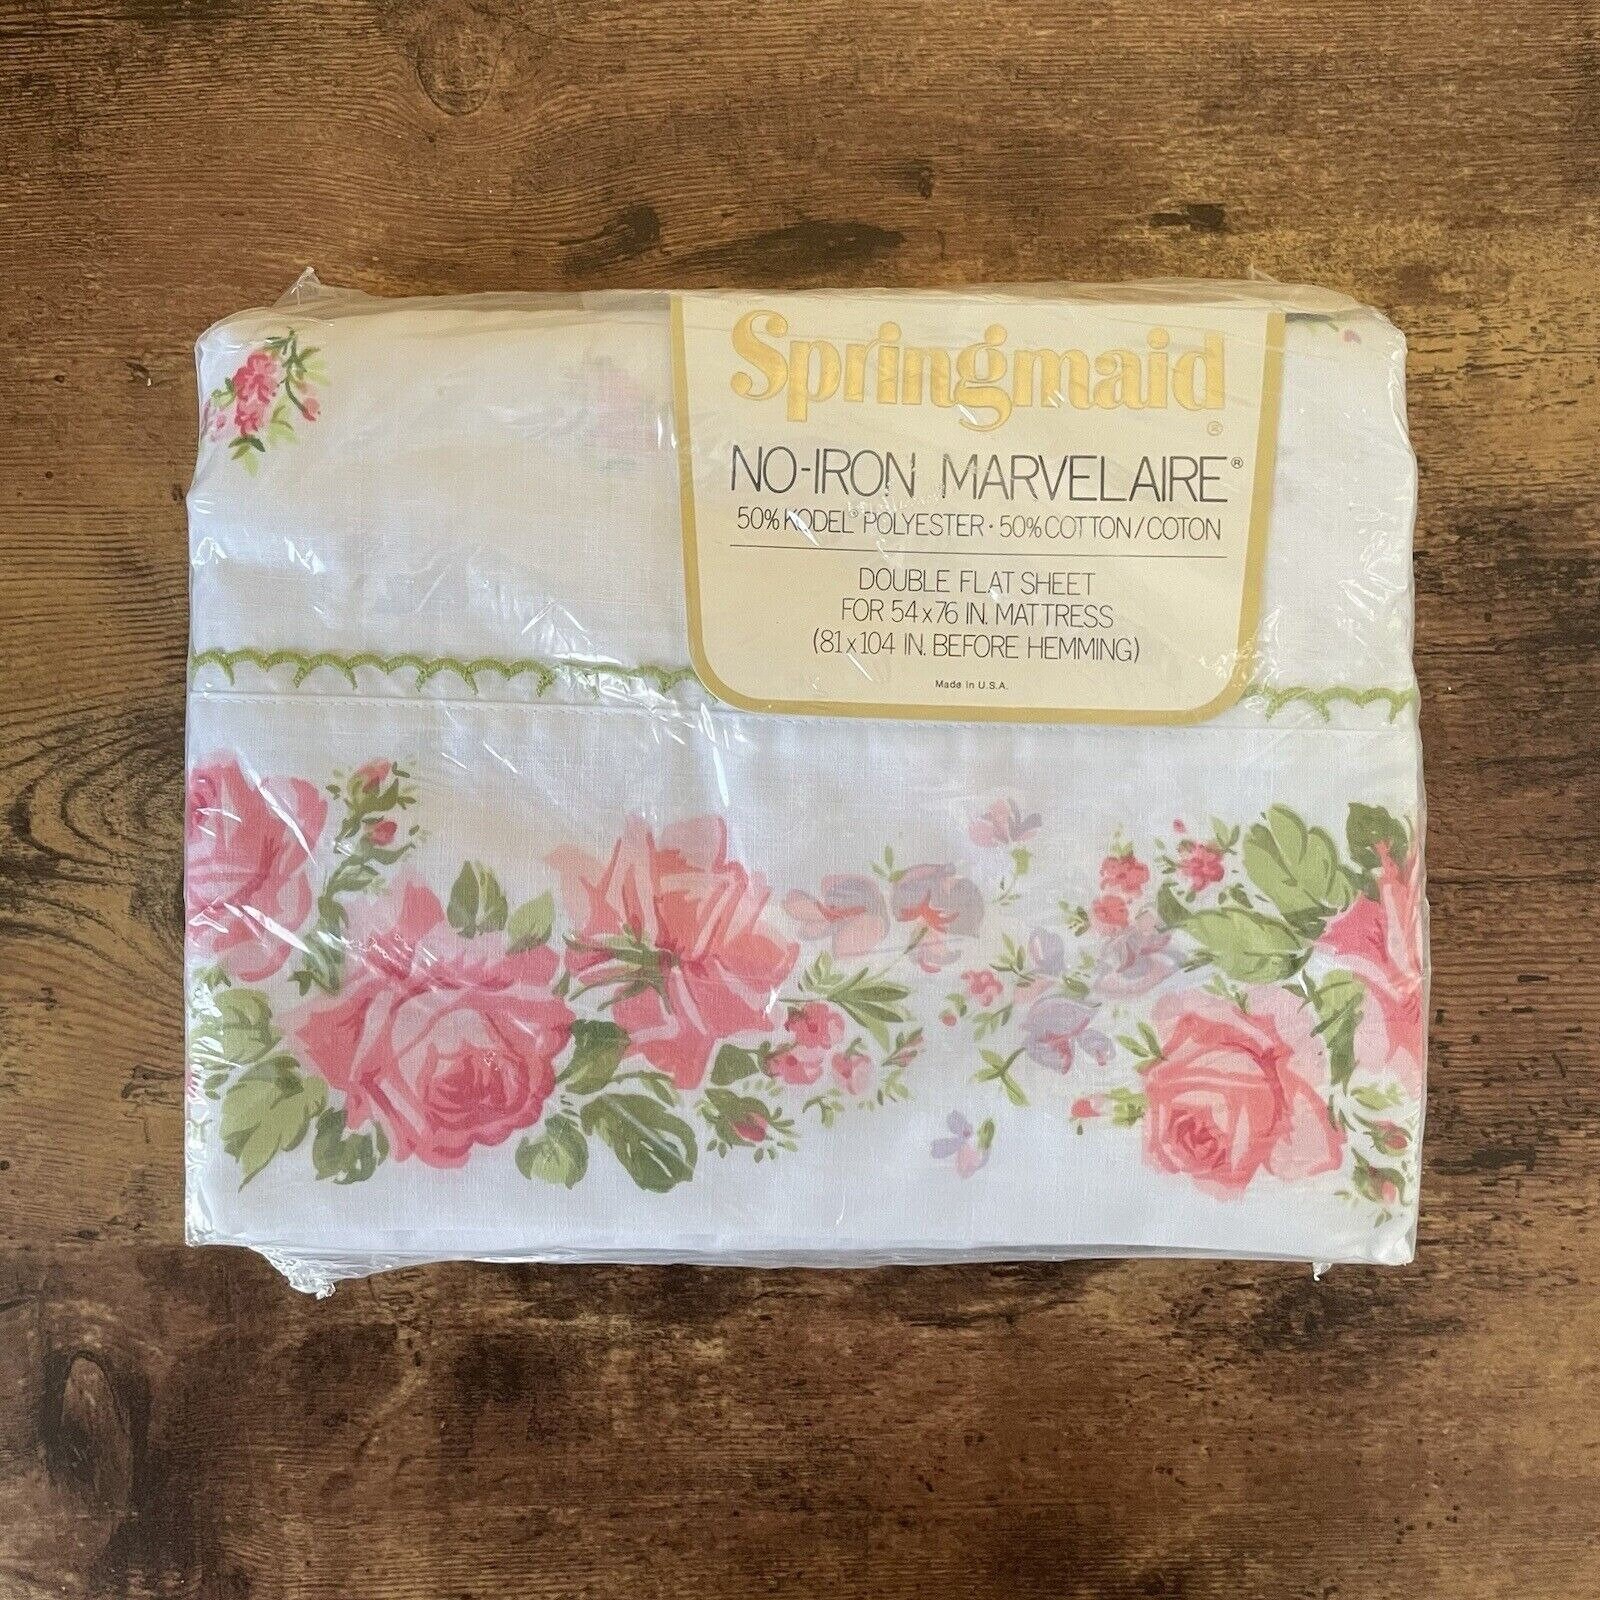 Springmaid®
NO-IRON MARVELAIRE®
50% KODEL® POLYESTER · 50% COTTON/COTON
DOUBLE FLAT SHEET
FOR 54 x 76 IN. MATTRESS
(81 x 104 IN. BEFORE HEMMING)
Made in U.S.A.